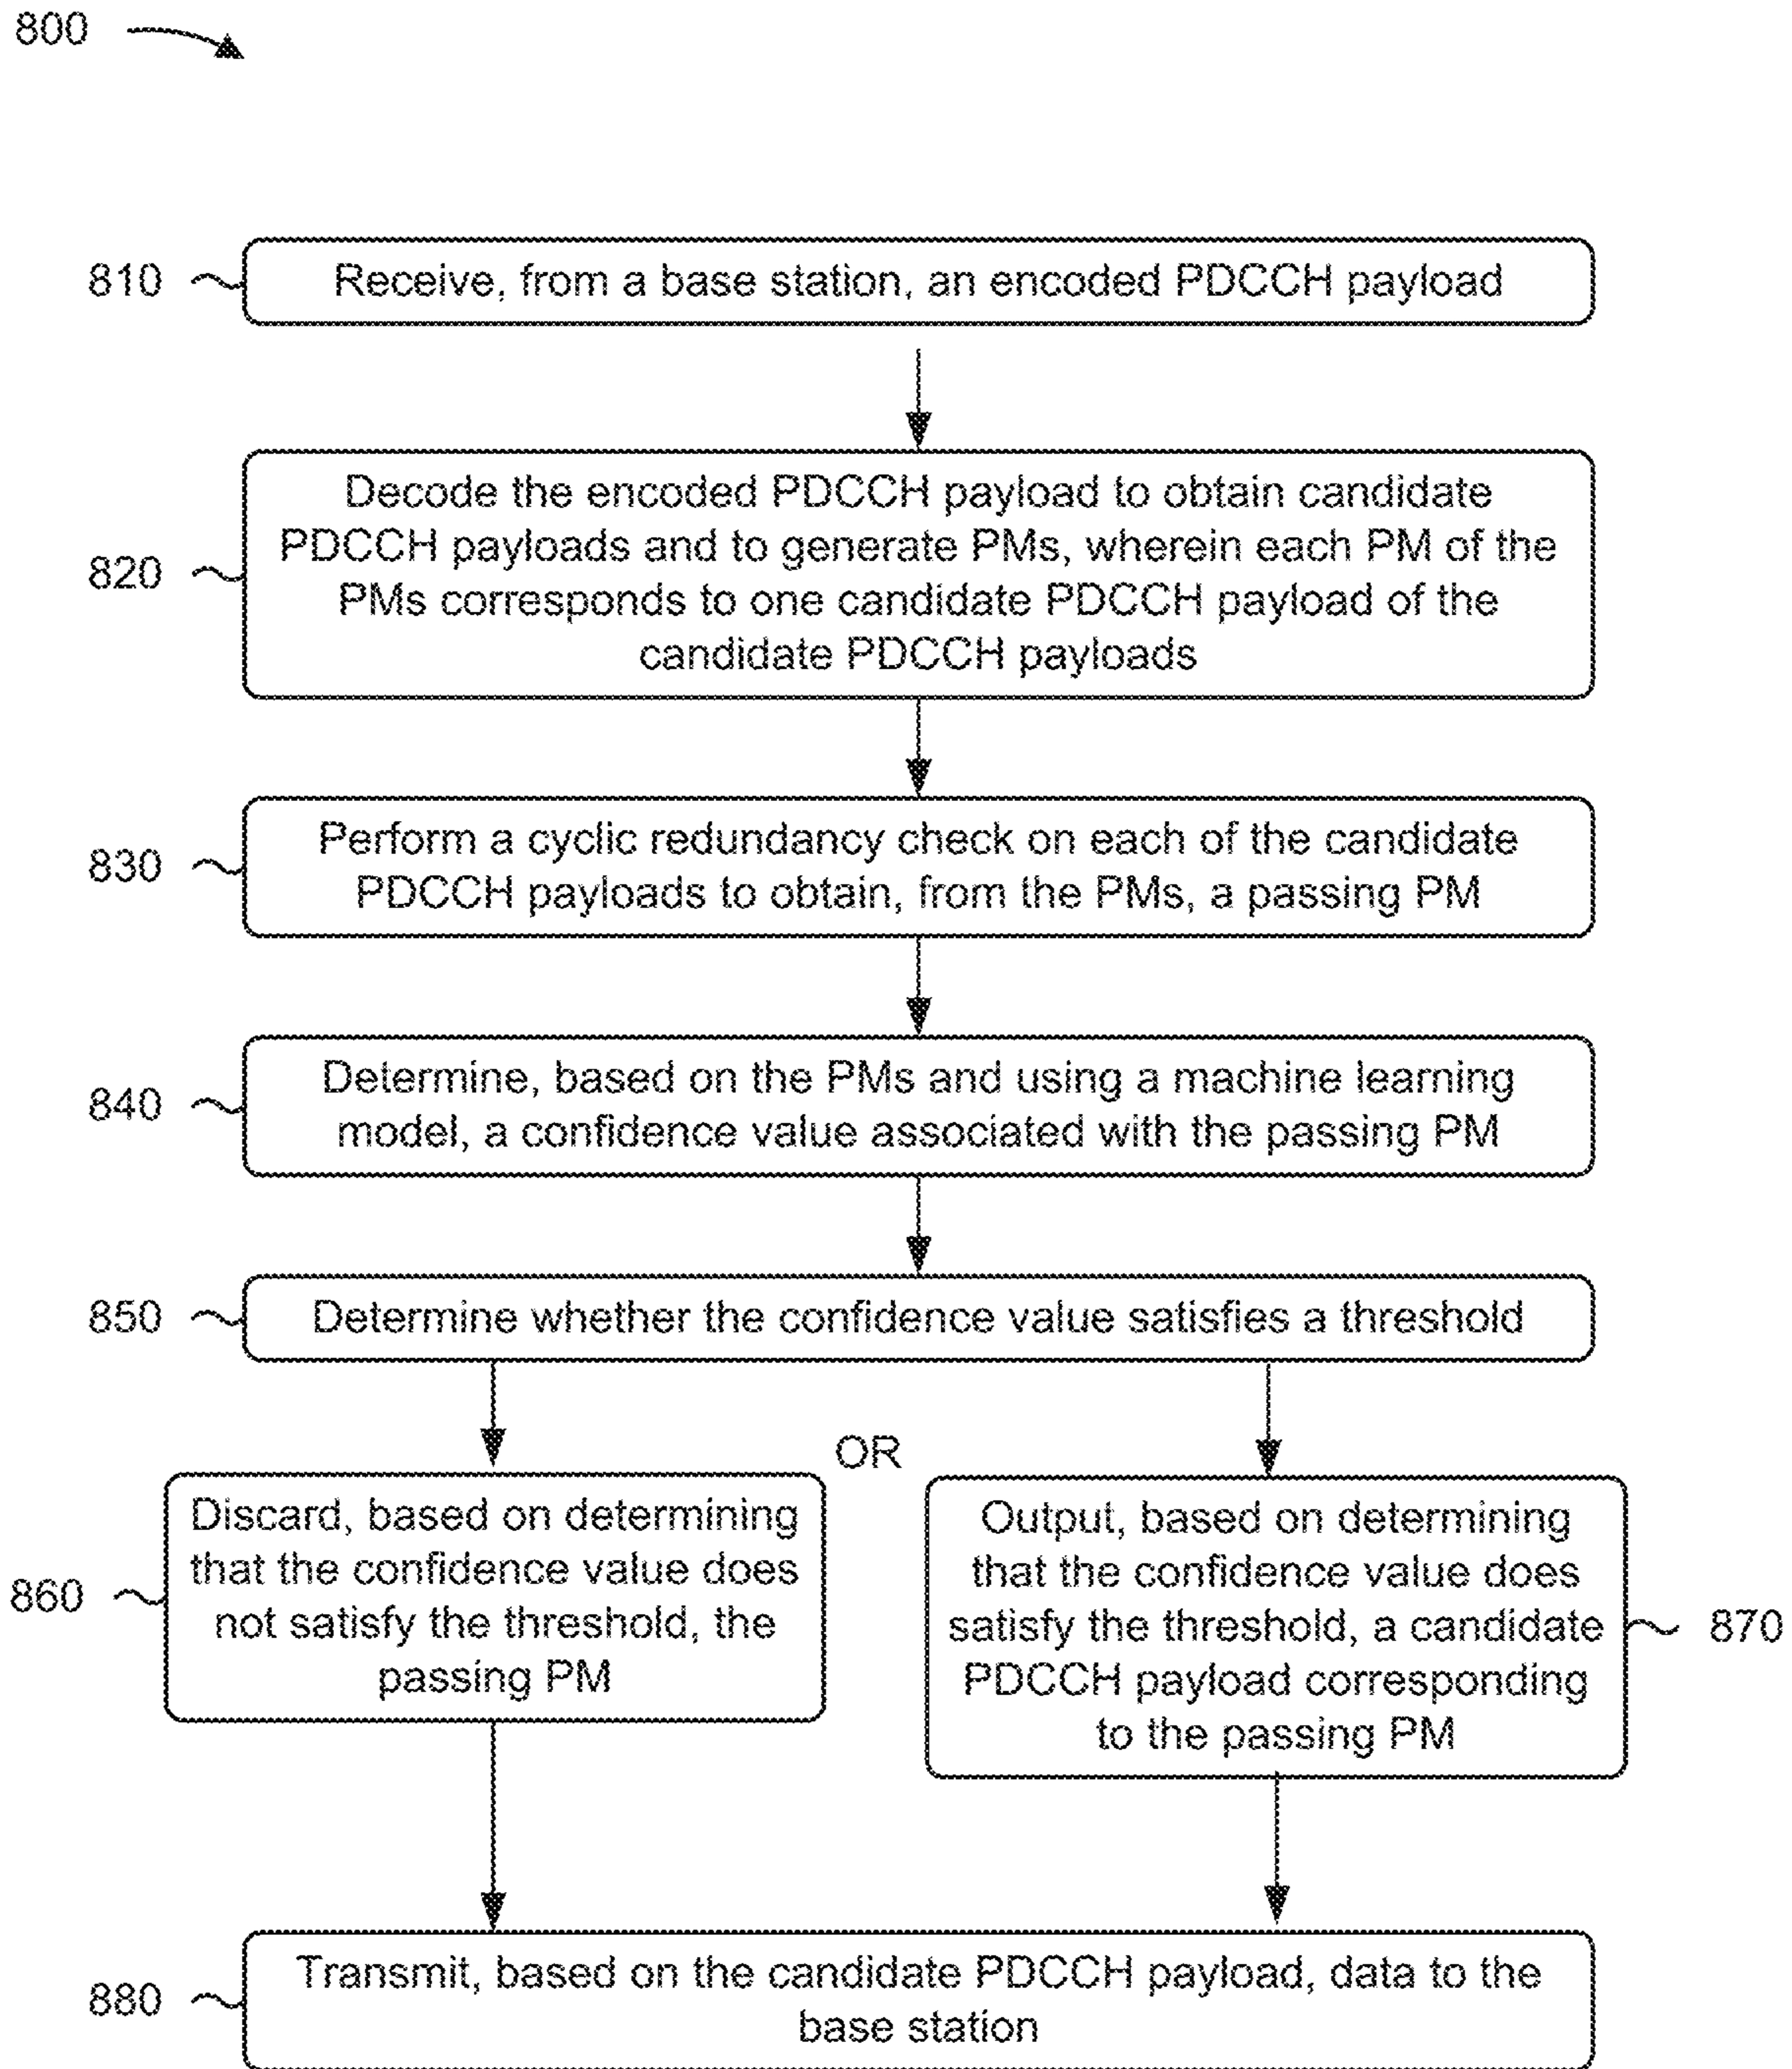 800
810
Receive, from a base station, an encoded PDCCH payload
820
Decode the encoded PDCCH payload to obtain candidate
PDCCH payloads and to generate PMs, wherein each PM of the
PMs corresponds to one candidate PDCCH payload of the
candidate PDCCH payloads
830
Perform a cyclic redundancy check on each of the candidate
PDCCH payloads to obtain, from the PMs, a passing PM
840
Determine, based on the PMs and using a machine learning
model, a confidence value associated with the passing PM
850
Determine whether the confidence value satisfies a threshold
OR
860
Discard, based on determining
that the confidence value does
not satisfy the threshold, the
passing PM
Output, based on determining
that the confidence value does
satisfy the threshold, a candidate
PDCCH payload corresponding
to the passing PM
870
880
Transmit, based on the candidate PDCCH payload, data to the
base station